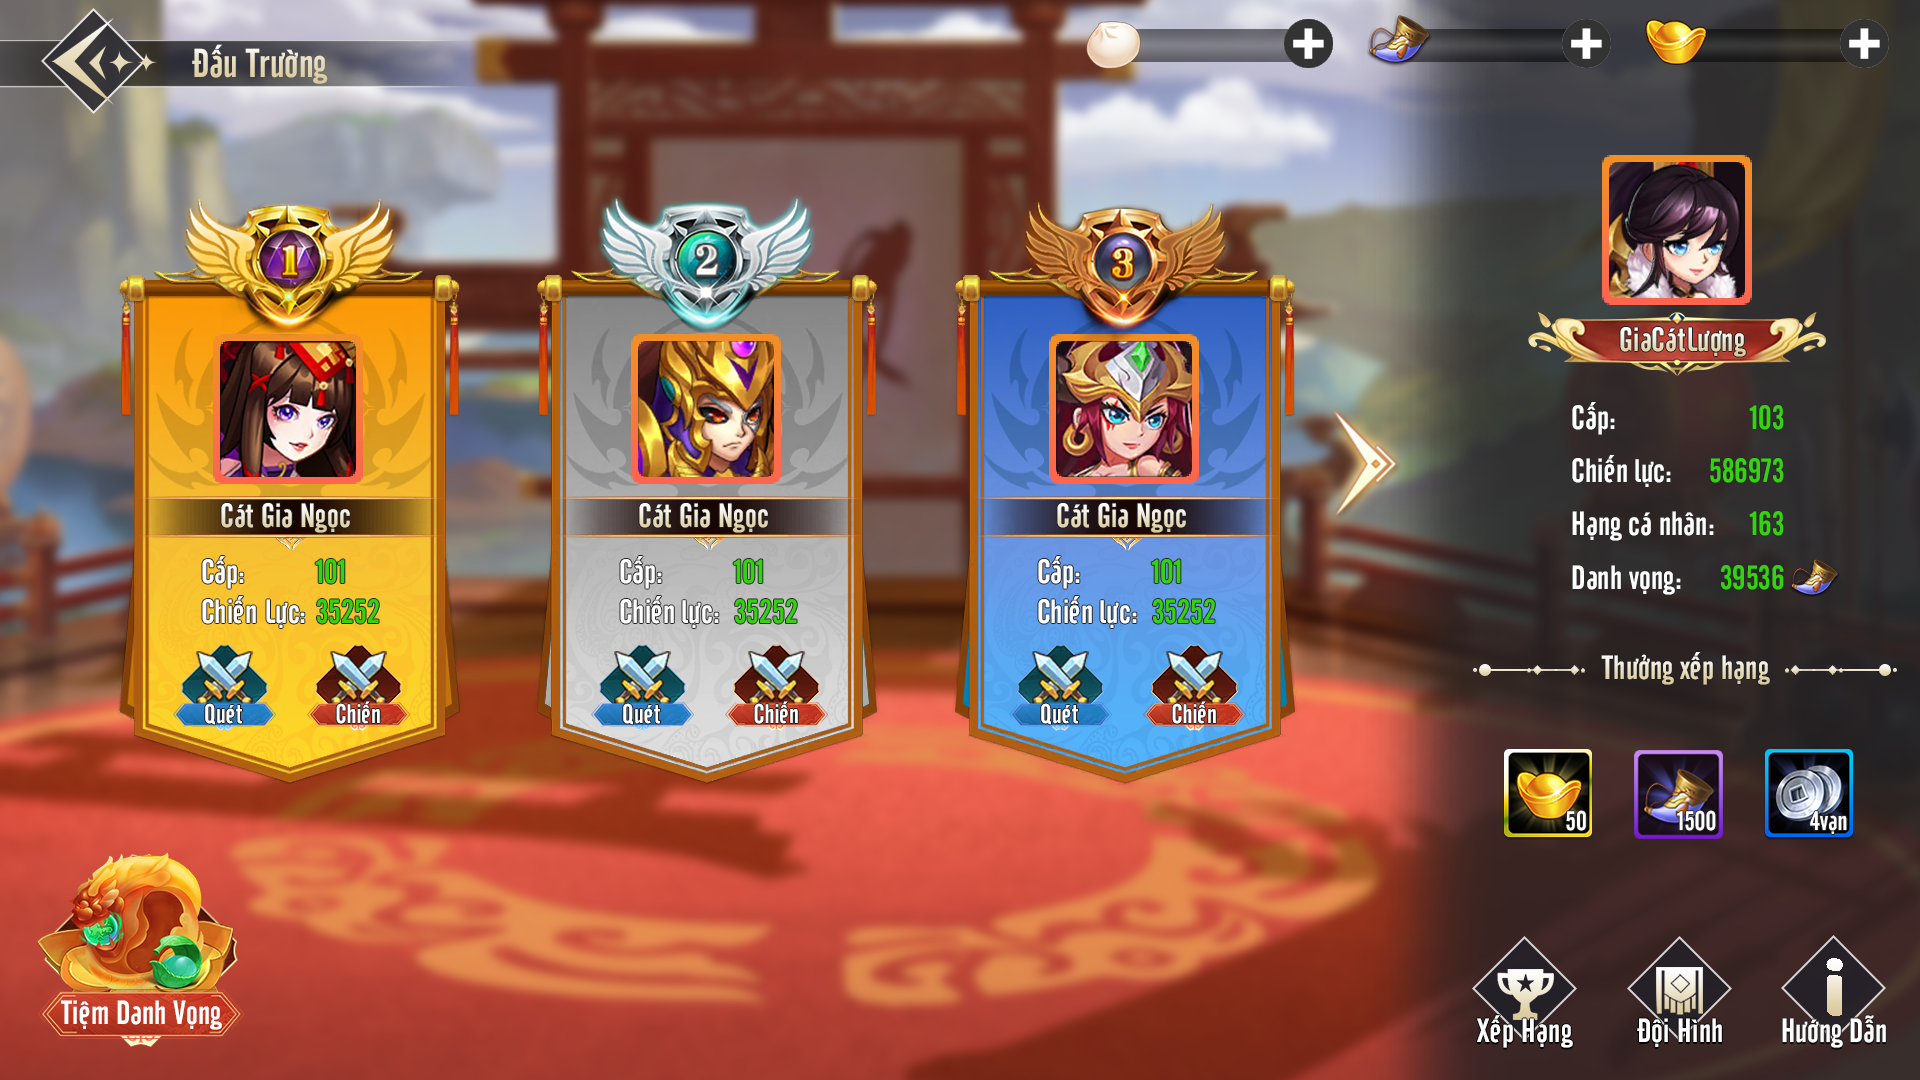 Đấu Trường
1
Cát Gia Ngọc
Cấp: 101
Chiến Lực: 35252
Quét
Chiến
2
Cát Gia Ngọc
Cấp: 101
Chiến lực: 35252
Quét
Chiến
3
Cát Gia Ngọc
Cấp: 101
Chiến lực: 35252
Quét
Chiến
GiaCátLượng
Cấp: 103
Chiến lực: 586973
Hạng cá nhân: 163
Danh vọng: 39536
Thưởng xếp hạng
50
1500
4vạn
Tiệm Danh Vọng
Xếp Hạng
Đội Hình
Hướng Dẫn